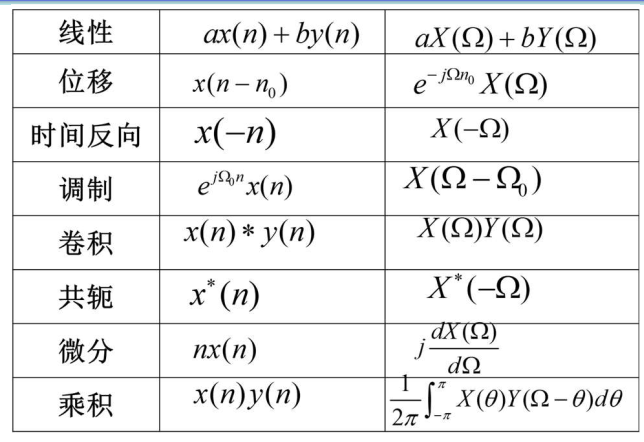 线性 ax(n) + by(n) aX(Ω) + bY(Ω)
位移 x(n − n₀) e^{−jΩn₀} X(Ω)
时间反向 x(−n) X(−Ω)
调制 e^{jΩ₀n} x(n) X(Ω − Ω₀)
卷积 x(n) * y(n) X(Ω)Y(Ω)
共轭 x*(n) X*(−Ω)
微分 nx(n) j dX(Ω)/dΩ
乘积 x(n)y(n) 1/2π ∫_{−π}^{π} X(θ)Y(Ω − θ)dθ